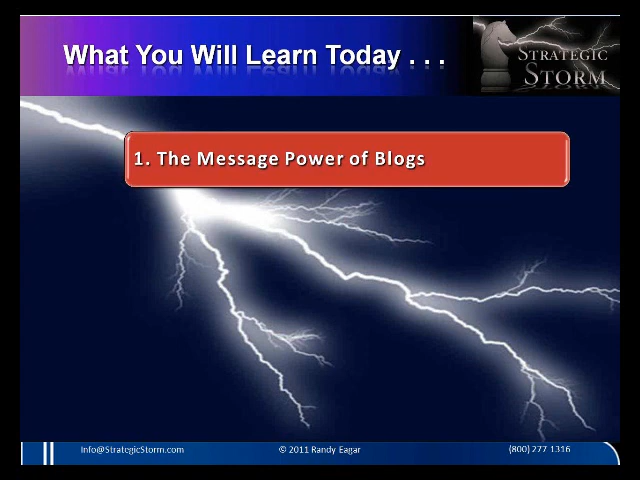 What You Will Learn Today . . .
STRATEGIC
STORM
1. The Message Power of Blogs
Info@StrategicStorm.com
© 2011 Randy Eagar
(800) 277 1316